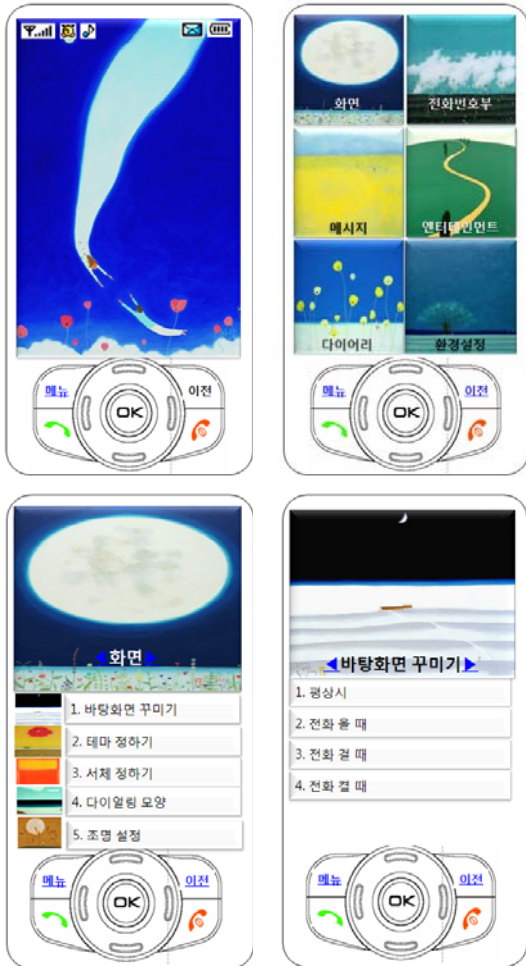 메뉴
이전
OK
화면
전화번호부
메시지
엔터테인먼트
다이어리
환경설정
메뉴
이전
OK
◀화면▶
1. 바탕화면 꾸미기
2. 테마 정하기
3. 서체 정하기
4. 다이얼링 모양
5. 조명 설정
메뉴
이전
OK
◀바탕화면 꾸미기▶
1. 평상시
2. 전화 올 때
3. 전화 걸 때
4. 전화 켤 때
메뉴
이전
OK